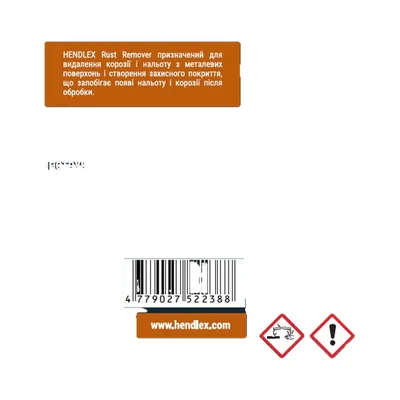 HENDLEX Rust Remover призначений для
видалення корозії і нальоту з металевих
поверхонь і створення захисного покриття,
що запобігає появі нальоту і корозії після
обробки.
4 779027 522388
www.hendlex.com